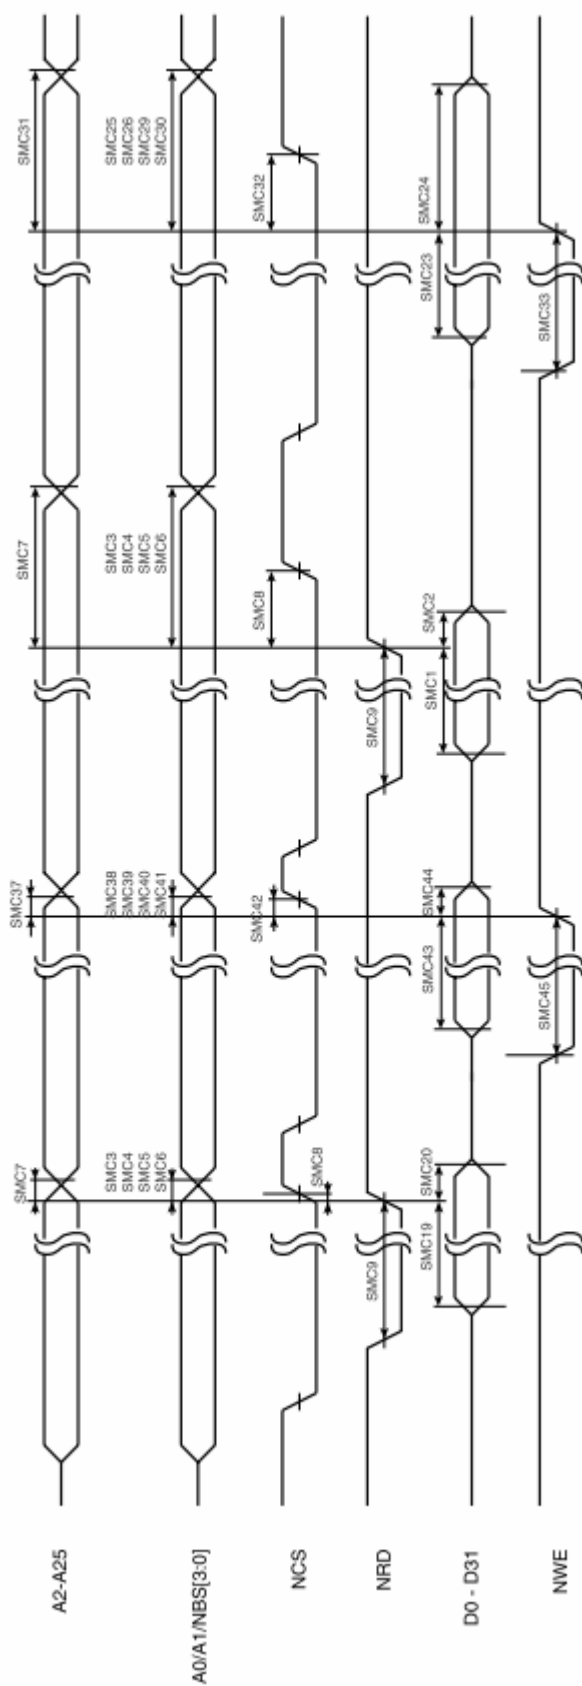 A2-A25
SMC7
SMC37
SMC7
SMC31
A0/A1/NBS[3:0]
SMC3
SMC4
SMC5
SMC6
SMC38
SMC39
SMC40
SMC41
SMC3
SMC4
SMC5
SMC6
SMC25
SMC26
SMC29
SMC30
NCS
SMC8
SMC42
SMC8
SMC32
NRD
SMC9
SMC9
D0 - D31
SMC19
SMC20
SMC43
SMC44
SMC1
SMC2
SMC23
SMC24
NWE
SMC45
SMC33